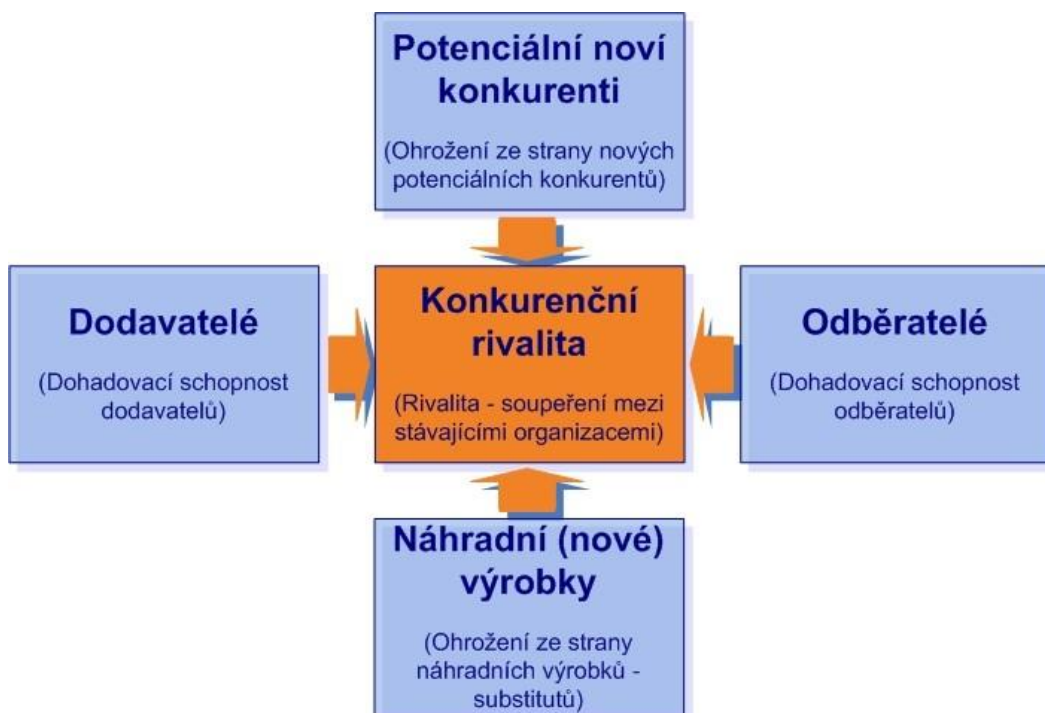 Potenciální noví
konkurenti
(Ohrožení ze strany nových
potenciálních konkurentů)
Dodavatelé
(Dohadovací schopnost
dodavatelů)
Konkurenční
rivalita
(Rivalita - soupeření mezi
stávajícími organizacemi)
Odběratelé
(Dohadovací schopnost
odběratelů)
Náhradní (nové)
výrobky
(Ohrožení ze strany
náhradních výrobků -
substitutů)